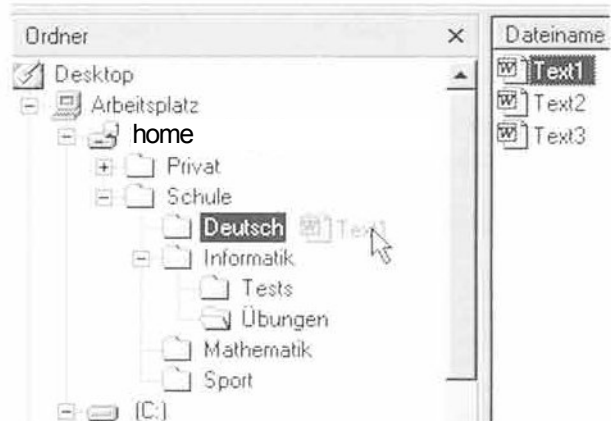 Ordner
Desktop
Arbeitsplatz
home
Privat
Schule
Deutsch Text1
Informatik
Tests
Übungen
Mathematik
Sport
(C:)
Dateiname
Text1
Text2
Text3